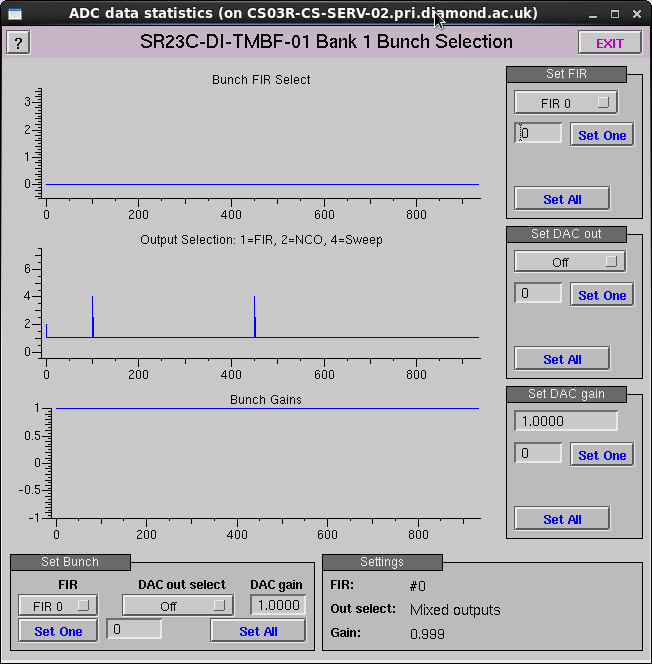 ADC data statistics (on CS03R-CS-SERV-02.pri.diamond.ac.uk)
? SR23C-DI-TMBF-01 Bank 1 Bunch Selection EXIT
Bunch FIR Select
3
2
1
0
0 200 400 600 800
Output Selection: 1=FIR, 2=NCO, 4=Sweep
6
4
2
0
0 200 400 600 800
Bunch Gains
1
0.5
0
-0.5
-1
0 200 400 600 800
Set FIR
FIR 0
0 Set One
Set All
Set DAC out
Off
0 Set One
Set All
Set DAC gain
1.0000
0 Set One
Set All
Set Bunch
FIR DAC out select DAC gain
FIR 0 Off 1.0000
Set One 0 Set All
Settings
FIR: #0
Out select: Mixed outputs
Gain: 0.999